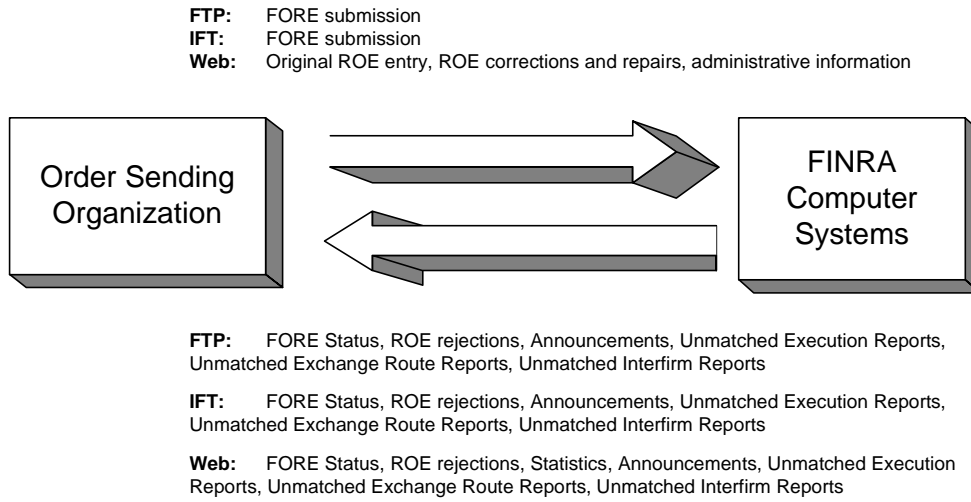 FTP: FORE submission
IFT: FORE submission
Web: Original ROE entry, ROE corrections and repairs, administrative information
Order Sending
Organization
FINRA
Computer
Systems
FTP: FORE Status, ROE rejections, Announcements, Unmatched Execution Reports,
Unmatched Exchange Route Reports, Unmatched Interfirm Reports
IFT: FORE Status, ROE rejections, Announcements, Unmatched Execution Reports,
Unmatched Exchange Route Reports, Unmatched Interfirm Reports
Web: FORE Status, ROE rejections, Statistics, Announcements, Unmatched Execution
Reports, Unmatched Exchange Route Reports, Unmatched Interfirm Reports